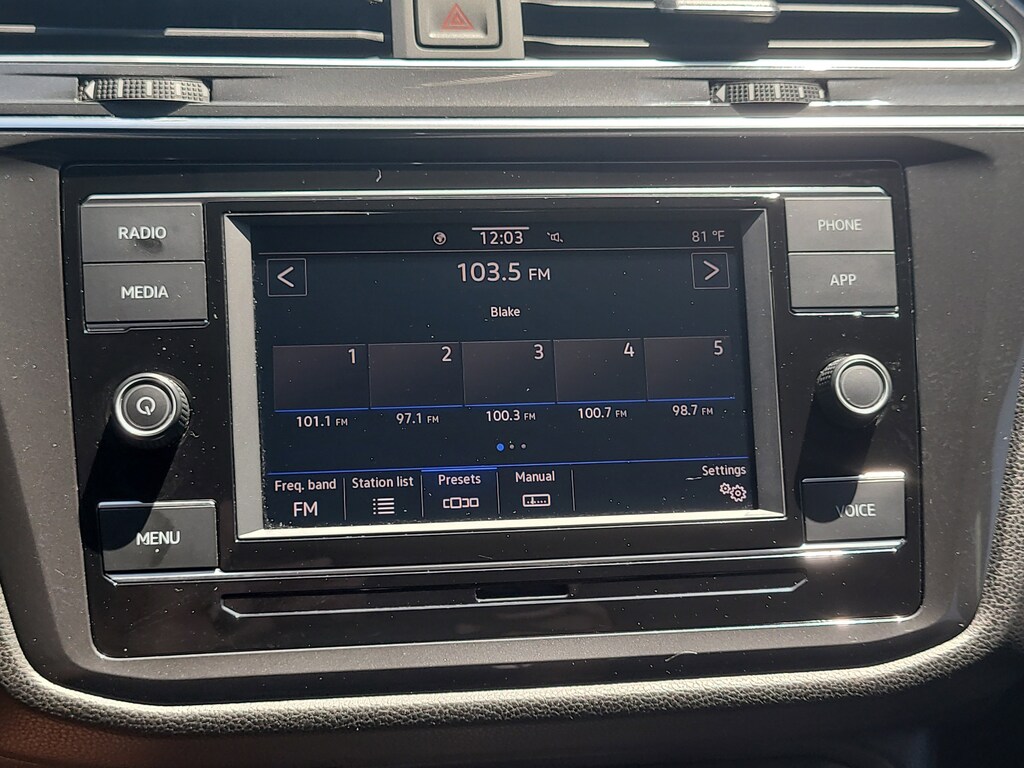 RADIO
MEDIA
MENU
12:03
81 °F
103.5 FM
Blake
1 2 3 4 5
101.1 FM 97.1 FM 100.3 FM 100.7 FM 98.7 FM
Freq. band Station list Presets Manual Settings
FM
PHONE
APP
VOICE